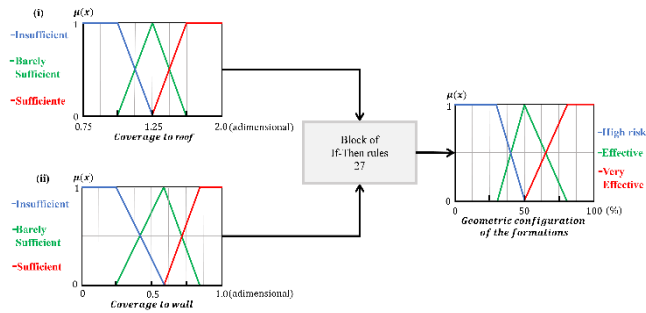 (i)
μ(x)
1
Insufficient
Barely
Sufficient
Sufficiente
0
0.75
1.25
2.0
(adimensional)
Coverage to roof
Block of
If-Then rules
27
μ(x)
1
High risk
Effective
Very
Effective
0
0
50
100
(%)
Geometric configuration
of the formations
(ii)
μ(x)
1
Insufficient
Barely
Sufficient
Sufficient
0
0
0.5
1.0
(adimensional)
Coverage to wall